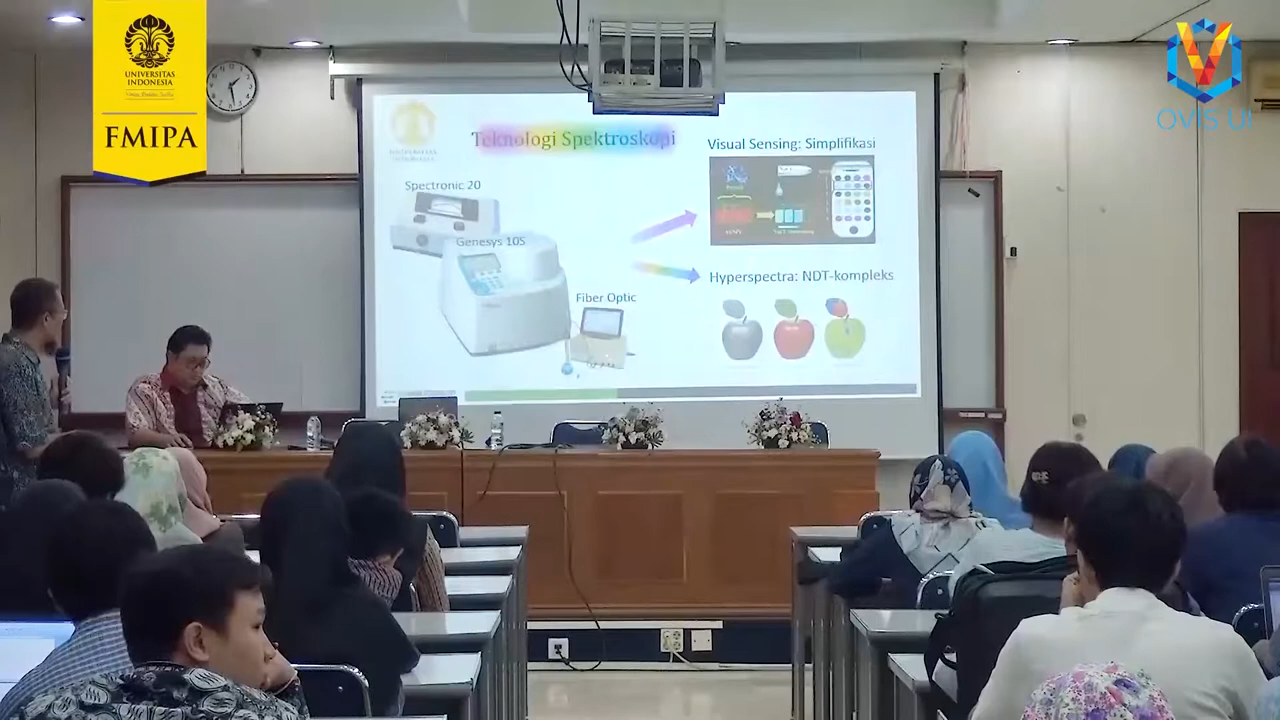 UNIVERSITAS
INDONESIA
FMIPA
OVIS UI
Teknologi Spektroskopi
Visual Sensing: Simplifikasi
Spectronic 20
Genesys 10S
Hyperspectra: NDT-kompleks
Fiber Optic